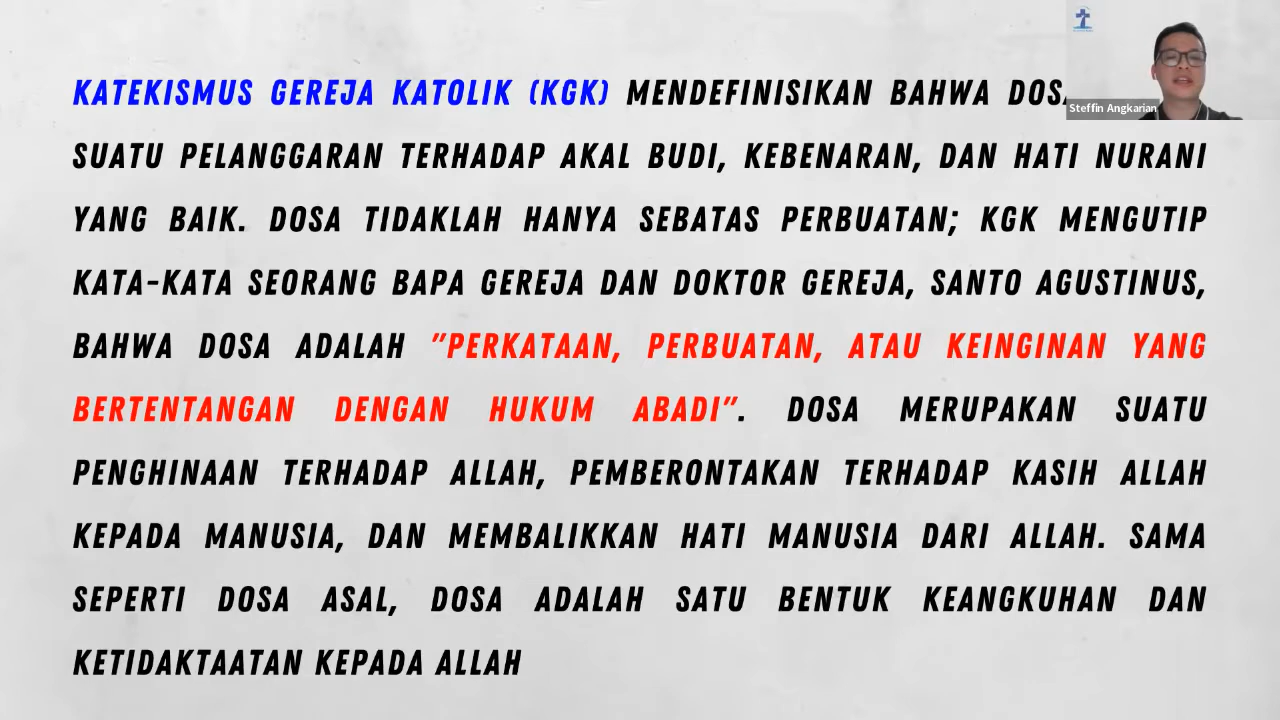 KATEKISMUS GEREJA KATOLIK (KGK) MENDEFINISIKAN BAHWA
SUATU PELANGGARAN TERHADAP AKAL BUDI, KEBENARAN, DAN HATI NURANI
YANG BAIK. DOSA TIDAKLAH HANYA SEBATAS PERBUATAN; KGK MENGUTIP
KATA-KATA SEORANG BAPA GEREJA DAN DOKTOR GEREJA, SANTO AGUSTINUS,
BAHWA DOSA ADALAH "PERKATAAN, PERBUATAN, ATAU KEINGINAN YANG
BERTENTANGAN DENGAN HUKUM ABADI". DOSA MERUPAKAN SUATU
PENGHINAAN TERHADAP ALLAH, PEMBERONTAKAN TERHADAP KASIH ALLAH
KEPADA MANUSIA, DAN MEMBALIKKAN HATI MANUSIA DARI ALLAH. SAMA
SEPERTI DOSA ASAL, DOSA ADALAH SATU BENTUK KEANGKUHAN DAN
KETIDAKTAATAN KEPADA ALLAH
Steffin Angkarian